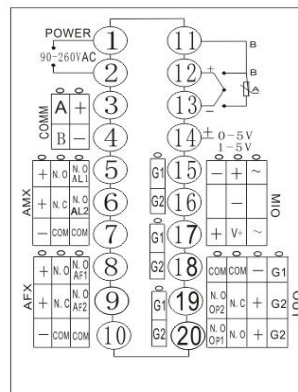 POWER 1 11 B
90-260VAC 2 12 + B
3 13 − A
COMM A +
B − 4 14 ± 0-5V
1-5V
AMX + N.O N.O AL1 5 G1 15 − + ~ MIO
+ N.C N.O AL2 6 G2 16 −
− COM COM 7 G1 17 + V+ ~
AFX + N.O N.O AF1 8 G2 18 COM COM − G1 OUT
+ N.C N.O AF2 9 G1 19 N.O OP2 N.C + G2
− COM COM 10 G2 20 N.O OP1 N.O + G2